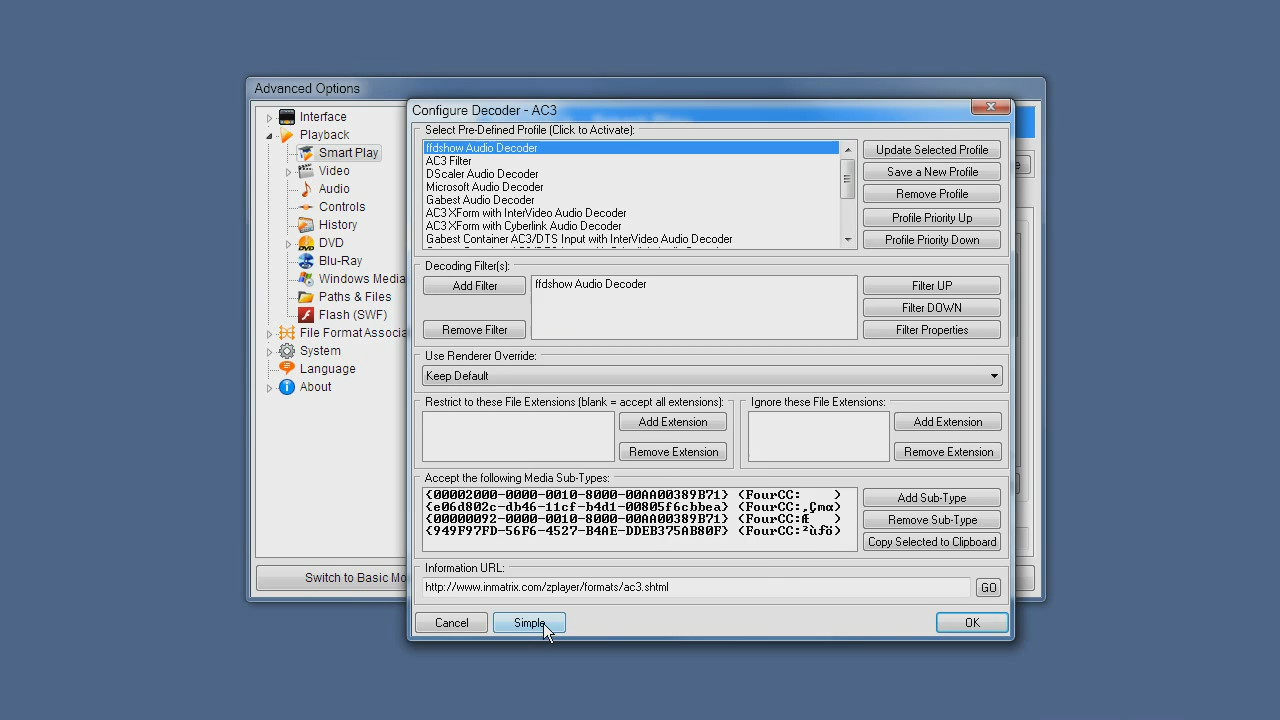 Advanced Options
Interface
Playback
Smart Play
Video
Audio
Controls
History
DVD
Blu-Ray
Windows Media
Paths & Files
Flash (SWF)
File Format Associa
System
Language
About
Switch to Basic Mo
Configure Decoder - AC3
Select Pre-Defined Profile (Click to Activate):
ffdshow Audio Decoder
AC3 Filter
DScaler Audio Decoder
Microsoft Audio Decoder
Gabest Audio Decoder
AC3 XForm with InterVideo Audio Decoder
AC3 XForm with Cyberlink Audio Decoder
Gabest Container AC3/DTS Input with InterVideo Audio Decoder
Update Selected Profile
Save a New Profile
Remove Profile
Profile Priority Up
Profile Priority Down
Decoding Filter(s):
Add Filter
Remove Filter
ffdshow Audio Decoder
Filter UP
Filter DOWN
Filter Properties
Use Renderer Override:
Keep Default
Restrict to these File Extensions (blank = accept all extensions):
Add Extension
Remove Extension
Ignore these File Extensions:
Add Extension
Remove Extension
Accept the following Media Sub-Types:
{00002000-0000-0010-8000-00AA00389B71} (FourCC: )
{e06d802c-db46-11cf-b4d1-00805f6cbbea} (FourCC:,Çmα)
{00000092-0000-0010-8000-00AA00389B71} (FourCC:Æ )
{949F97FD-56F6-4527-B4AE-DDEB375AB80F} (FourCC:²ùfö)
Add Sub-Type
Remove Sub-Type
Copy Selected to Clipboard
Information URL:
http://www.inmatrix.com/zplayer/formats/ac3.shtml
GO
Cancel
Simple
OK